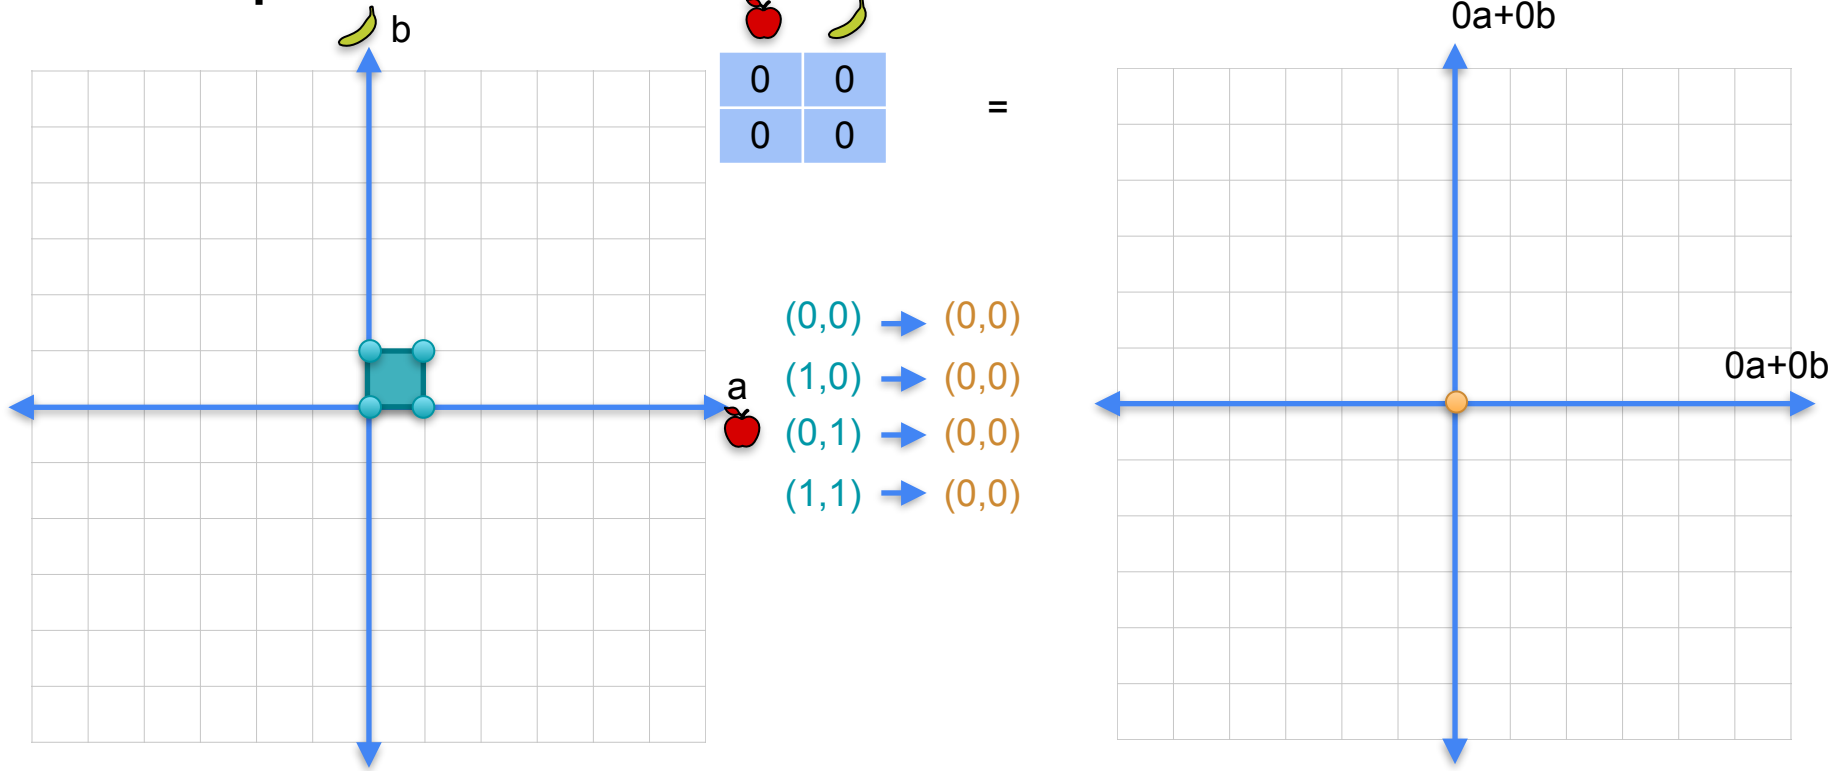 b
0 0
0 0
=
0a+0b
(0,0) (0,0)
(1,0) (0,0)
(0,1) (0,0)
(1,1) (0,0)
a
0a+0b